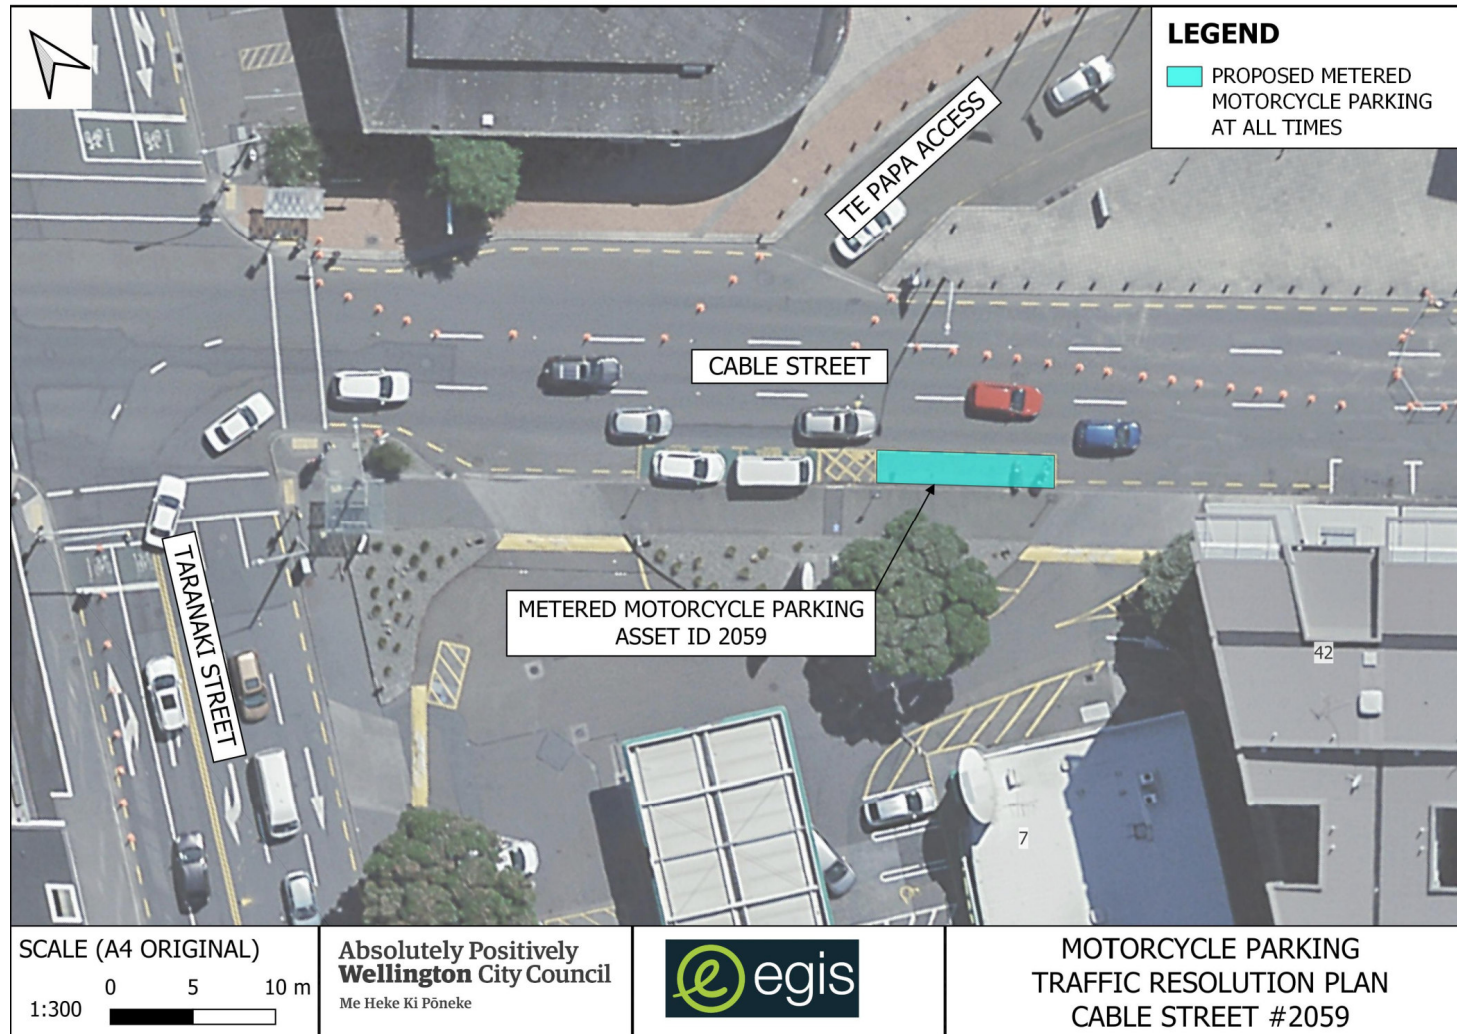 LEGEND
PROPOSED METERED
MOTORCYCLE PARKING
AT ALL TIMES
TE PAPA ACCESS
CABLE STREET
METERED MOTORCYCLE PARKING
ASSET ID 2059
TARANAKI STREET
42
7
SCALE (A4 ORIGINAL)
0 5 10 m
1:300
Absolutely Positively
Wellington City Council
Me Heke Ki Pōneke
e egis
MOTORCYCLE PARKING
TRAFFIC RESOLUTION PLAN
CABLE STREET #2059